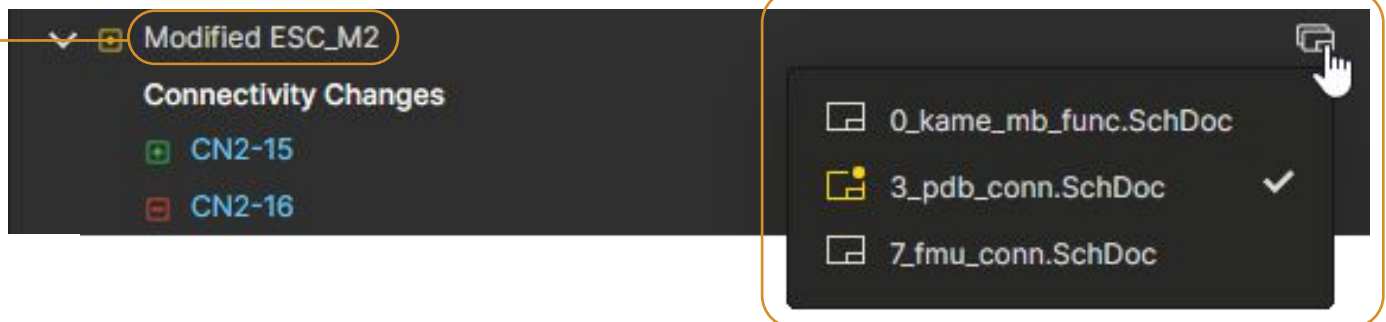 Modified ESC_M2
Connectivity Changes
CN2-15
CN2-16
0_kame_mb_func.SchDoc
3_pdb_conn.SchDoc
7_fmu_conn.SchDoc